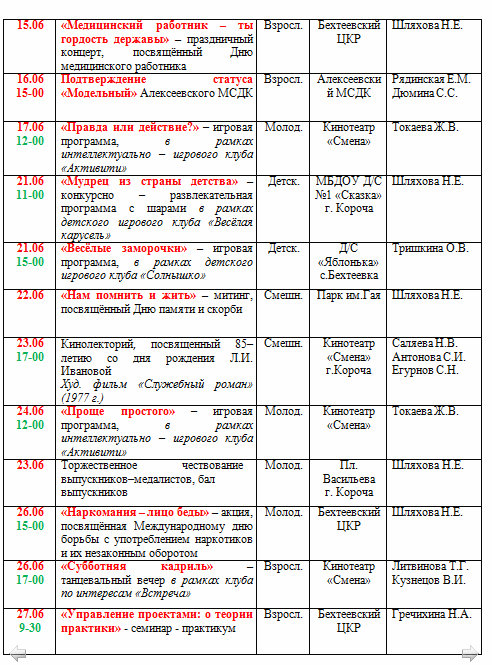 15.06 «Медицинский работник – ты Взросл. Бехтеевский Шляхова Н.Е.
гордость державы» – праздничный ЦКР
концерт, посвящённый Дню
медицинского работника
16.06 Подтверждение статуса Взросл. Алексеевски Рядинская Е.М.
15-00 «Модельный» Алексеевского МСДК й МСДК Дюмина С.С.
17.06 «Правда или действие?» – игровая Молод. Кинотеатр Токаева Ж.В.
12-00 программа, в рамках «Смена»
интеллектуально – игрового клуба
«Активити»
21.06 «Мудрец из страны детства» – Детск. МБДОУ Д/С Шляхова Н.Е.
11-00 конкурсно – развлекательная №1 «Сказка»
программа с шарами в рамках г. Короча
детского игрового клуба «Весёлая
карусель»
21.06 «Весёлые заморочки» – игровая Детск. Д/С Тришкина О.В.
15-00 программа, в рамках детского «Яблонька»
игрового клуба «Солнышко» с.Бехтеевка
22.06 «Нам помнить и жить» – митинг, Смешн. Парк им.Гая Шляхова Н.Е.
посвящённый Дню памяти и скорби
23.06 Кинолекторий, посвященный 85– Смешн. Кинотеатр Саляева Н.В.
17-00 летию со дня рождения Л.И. «Смена» Антонова С.И.
Ивановой г.Короча Егурнов С.Н.
Худ. фильм «Служебный роман»
(1977 г.)
24.06 «Проще простого» – игровая Молод. Кинотеатр Токаева Ж.В.
12-00 программа, в рамках «Смена»
интеллектуально – игрового клуба
«Активити»
23.06 Торжественное чествование Молод. Пл. Шляхова Н.Е.
выпускников–медалистов, бал Васильева
выпускников г. Короча
26.06 «Наркомания – лицо беды» – акция, Молод. Бехтеевский Шляхова Н.Е.
15-00 посвящённая Международному дню ЦКР
борьбы с употреблением наркотиков
и их незаконным оборотом
26.06 «Субботняя кадриль» – Взросл. Кинотеатр Литвинова Т.Г.
17-00 танцевальный вечер в рамках клуба «Смена» Кузнецов В.И.
по интересам «Встреча»
27.06 «Управление проектами: о теории Взросл. Бехтеевский Гречихина Н.А.
9-30 практики» - семинар - практикум ЦКР